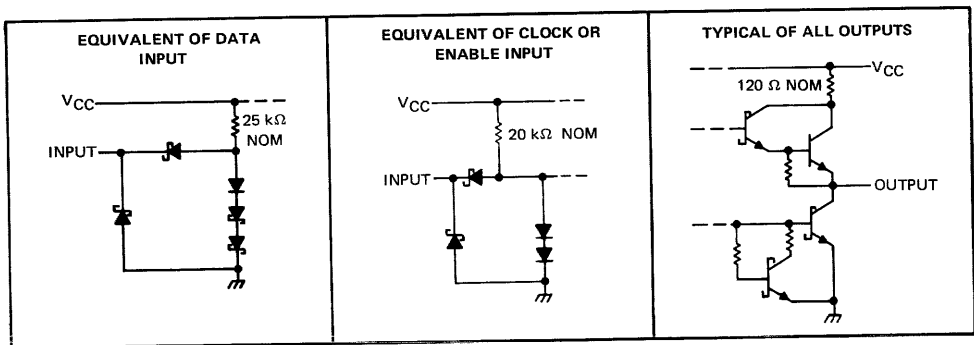 EQUIVALENT OF DATA
INPUT
VCC
25 kΩ
NOM
INPUT
EQUIVALENT OF CLOCK OR
ENABLE INPUT
VCC
20 kΩ NOM
INPUT
TYPICAL OF ALL OUTPUTS
VCC
120 Ω NOM
OUTPUT